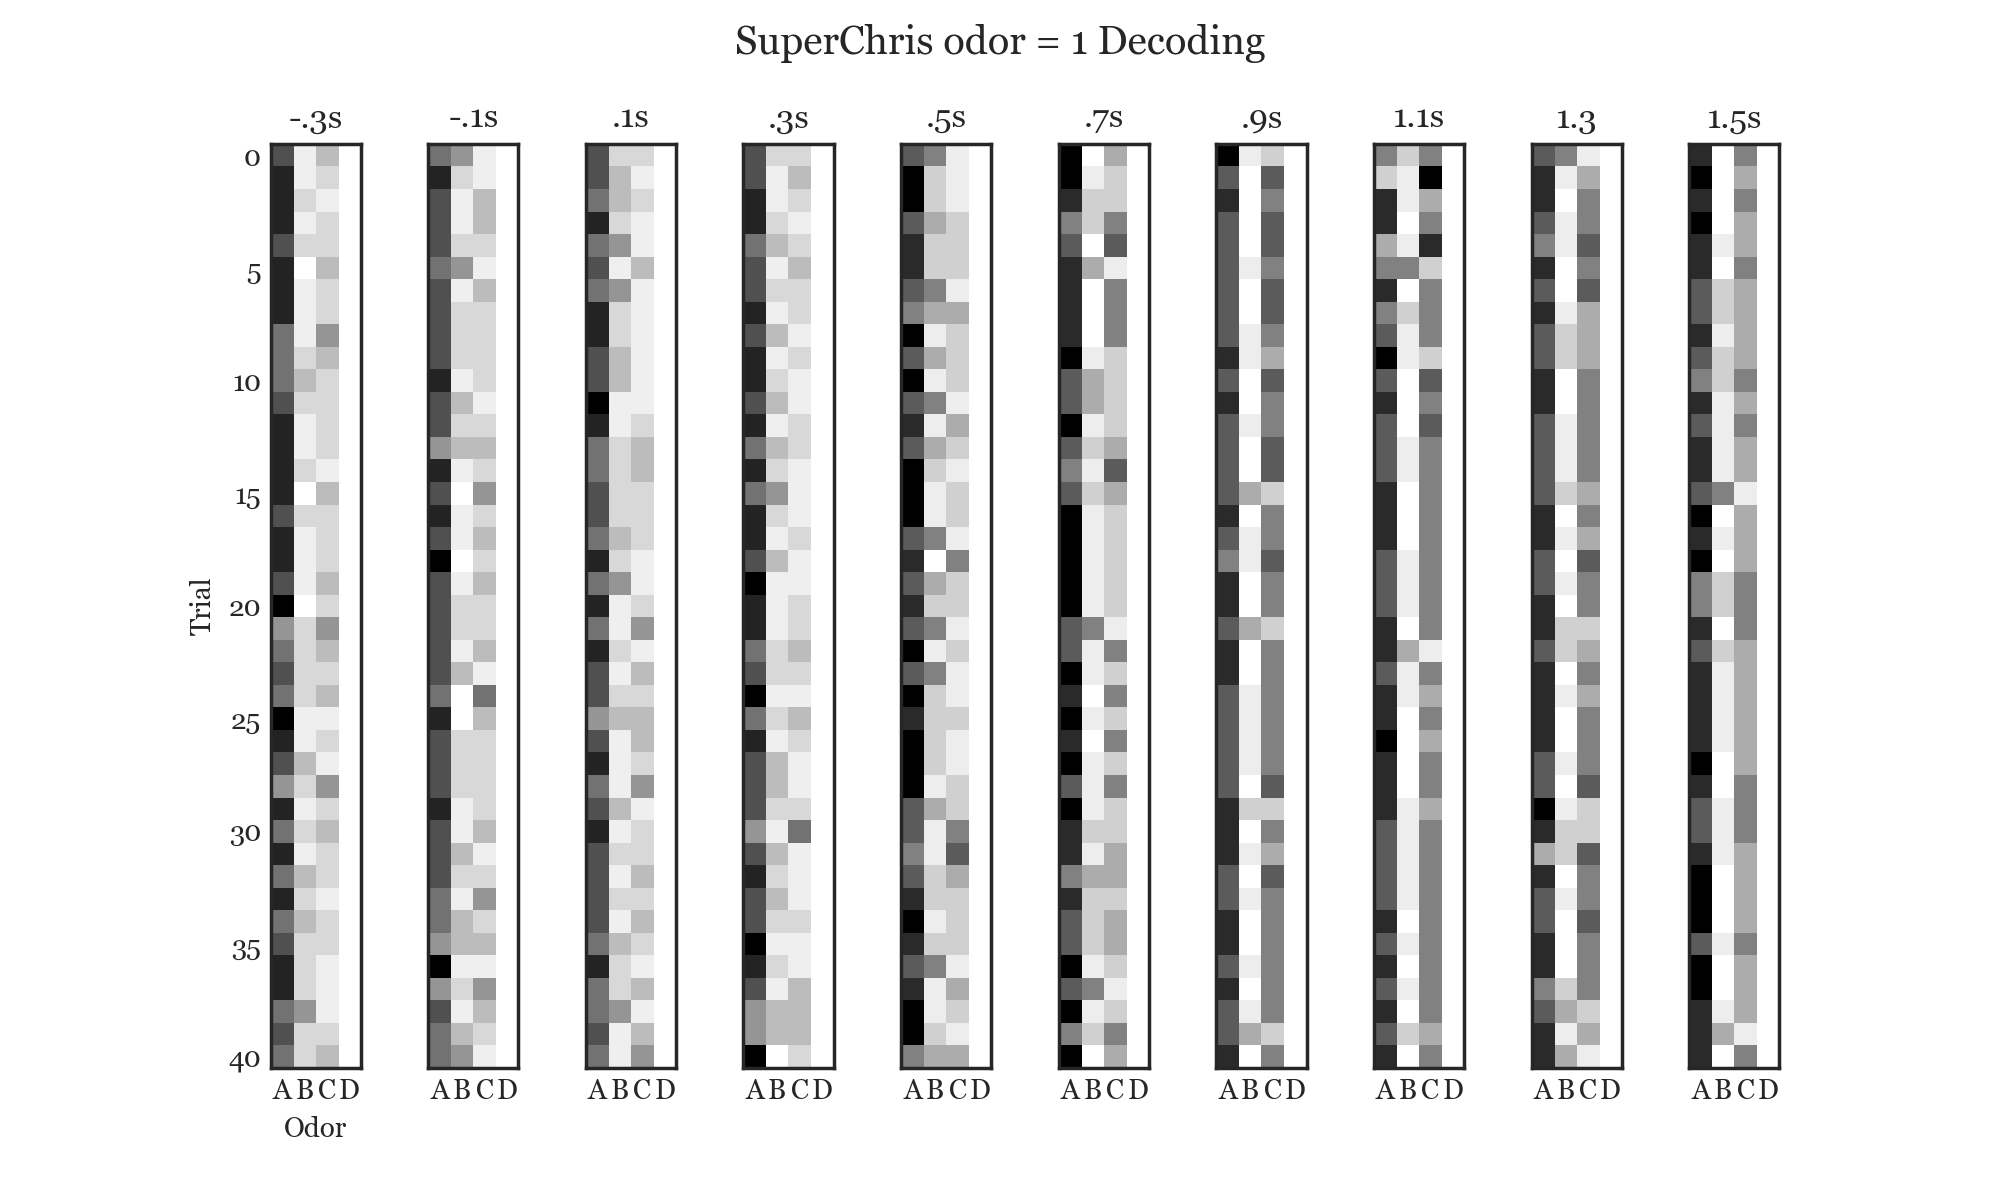 SuperChris odor = 1 Decoding
-.3s -.1s .1s .3s .5s .7s .9s 1.1s 1.3 1.5s
0
5
10
15
20
25
30
35
40
Trial
A B C D A B C D A B C D A B C D A B C D A B C D A B C D A B C D A B C D A B C D
Odor